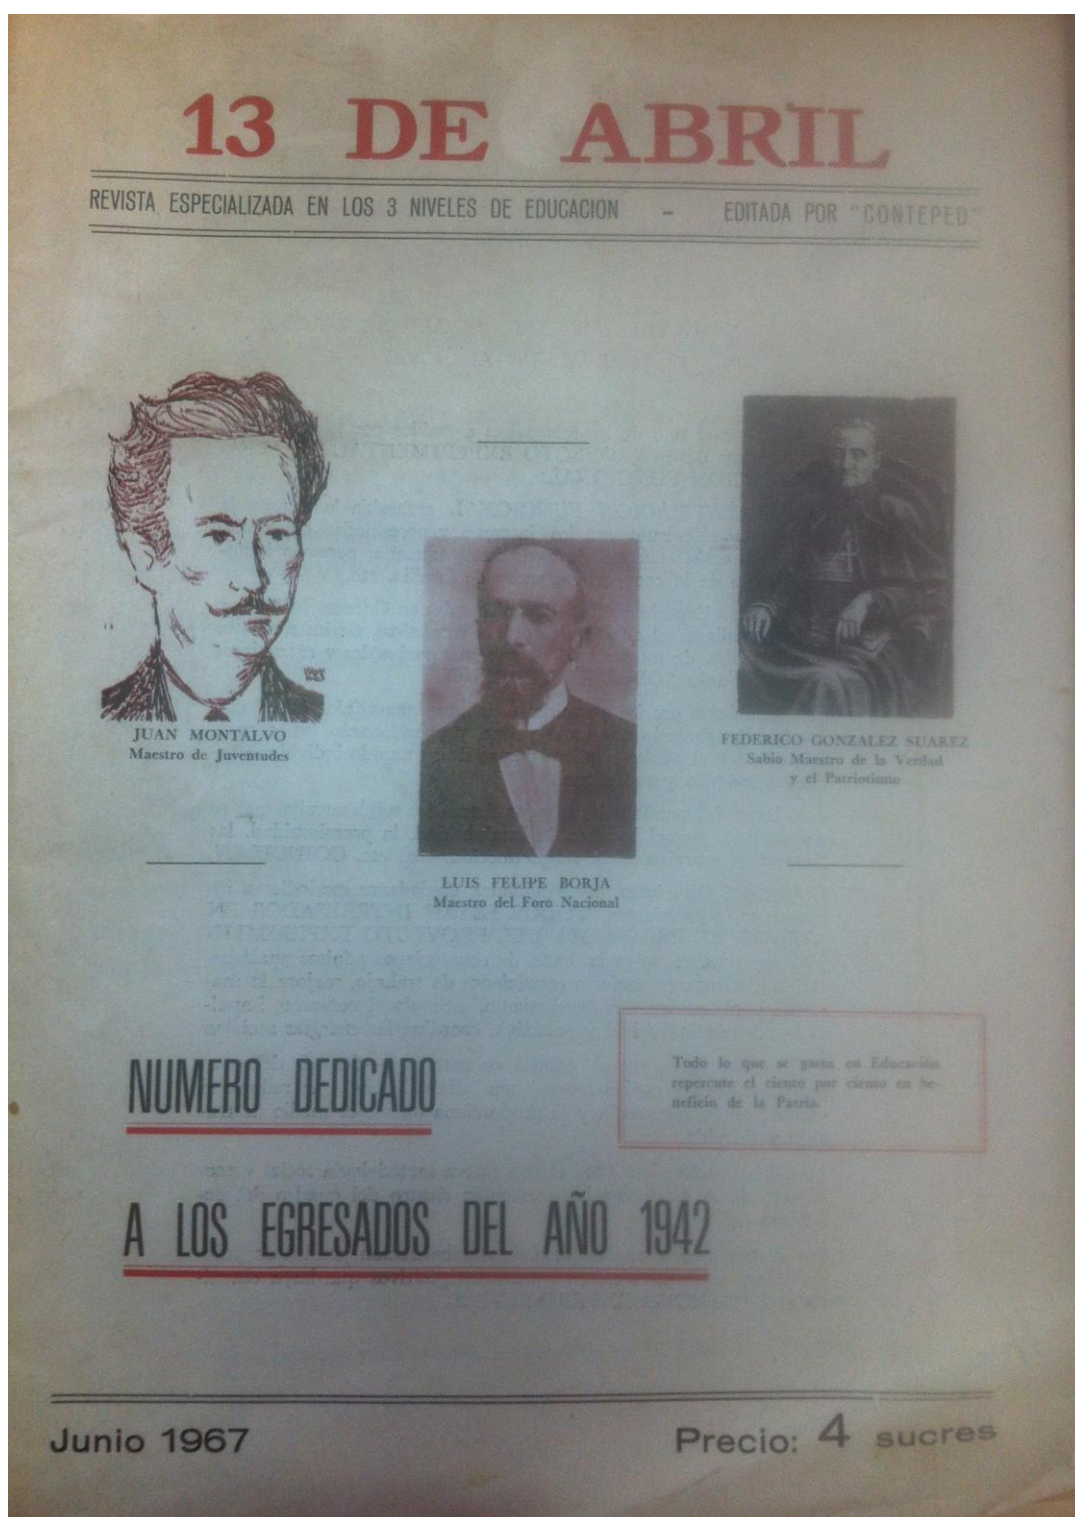 13 DE ABRIL
REVISTA ESPECIALIZADA EN LOS 3 NIVELES DE EDUCACION - EDITADA POR "CONTEPED"
JUAN MONTALVO
Maestro de Juventudes
LUIS FELIPE BORJA
Maestro del Foro Nacional
FEDERICO GONZALEZ SUAREZ
Sabio Maestro de la Verdad
y el Patriotismo
NUMERO DEDICADO
Todo lo que se gasta en Educación
repercute el ciento por ciento en be-
neficio de la Patria.
A LOS EGRESADOS DEL AÑO 1942
Junio 1967
Precio: 4 sucres